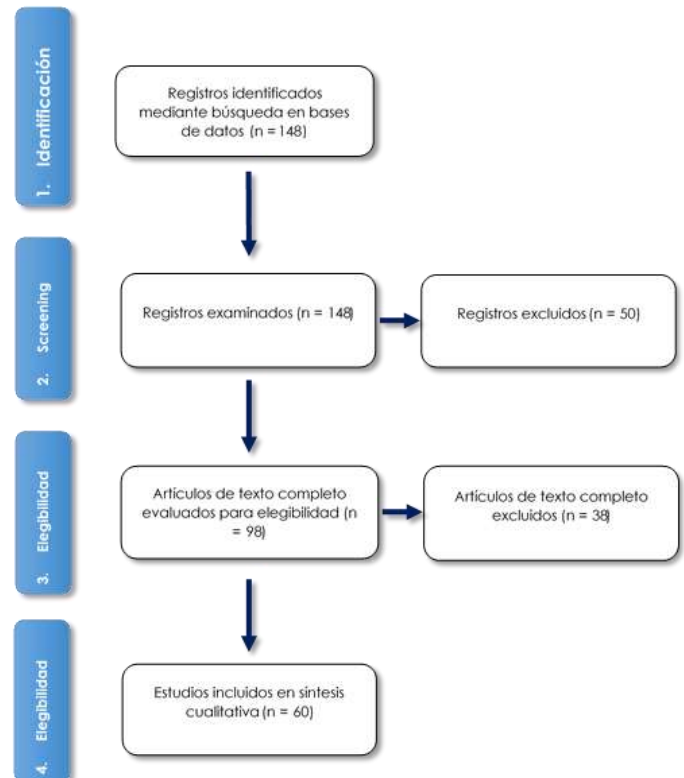 1. Identificación
Registros identificados
mediante búsqueda en bases
de datos (n = 148)
2. Screening
Registros examinados (n = 148)
Registros excluidos (n = 50)
3. Elegibilidad
Artículos de texto completo
evaluados para elegibilidad (n
= 98)
Artículos de texto completo
excluidos (n = 38)
4. Elegibilidad
Estudios incluidos en síntesis
cualitativa (n = 60)